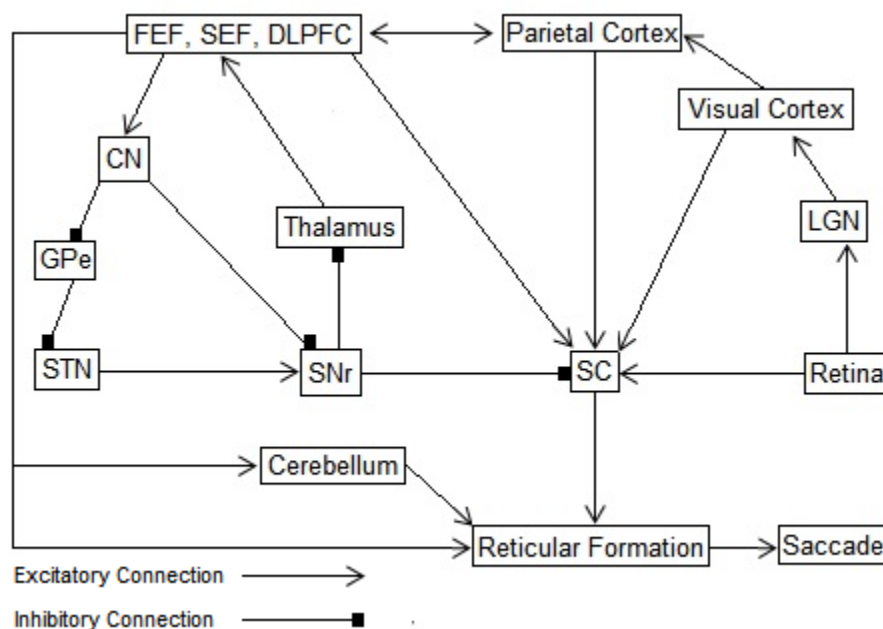 FEF, SEF, DLPFC
Parietal Cortex
Visual Cortex
CN
Thalamus
LGN
GPe
STN
SNr
SC
Retina
Cerebellum
Reticular Formation
Saccade
Excitatory Connection
Inhibitory Connection